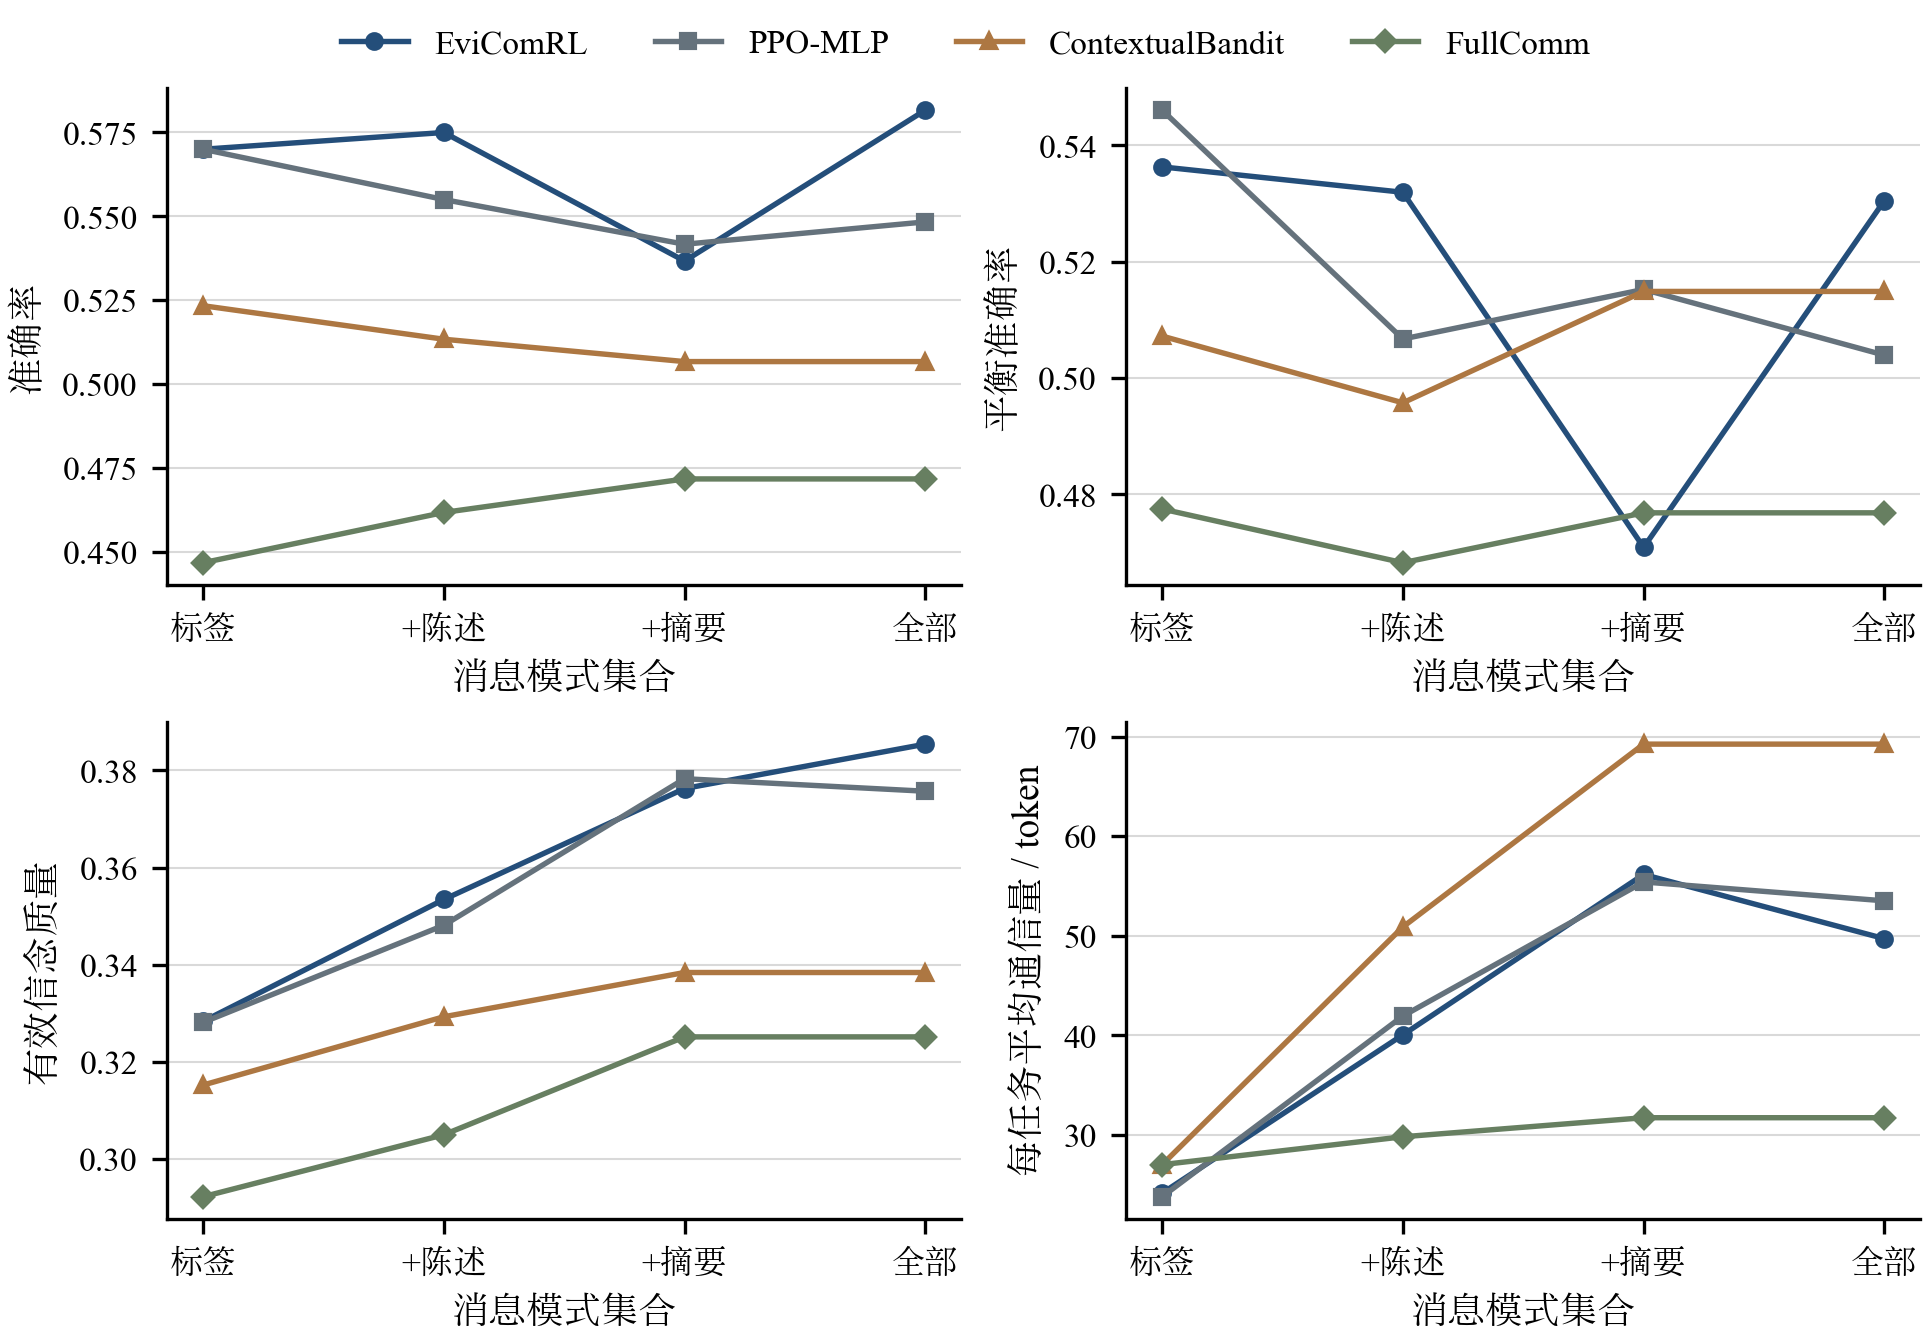 EviComRL PPO-MLP ContextualBandit FullComm
准确率
0.575
0.550
0.525
0.500
0.475
0.450
标签 +陈述 +摘要 全部
消息模式集合
平衡准确率
0.54
0.52
0.50
0.48
标签 +陈述 +摘要 全部
消息模式集合
有效信念质量
0.38
0.36
0.34
0.32
0.30
标签 +陈述 +摘要 全部
消息模式集合
每任务平均通信量 / token
70
60
50
40
30
标签 +陈述 +摘要 全部
消息模式集合